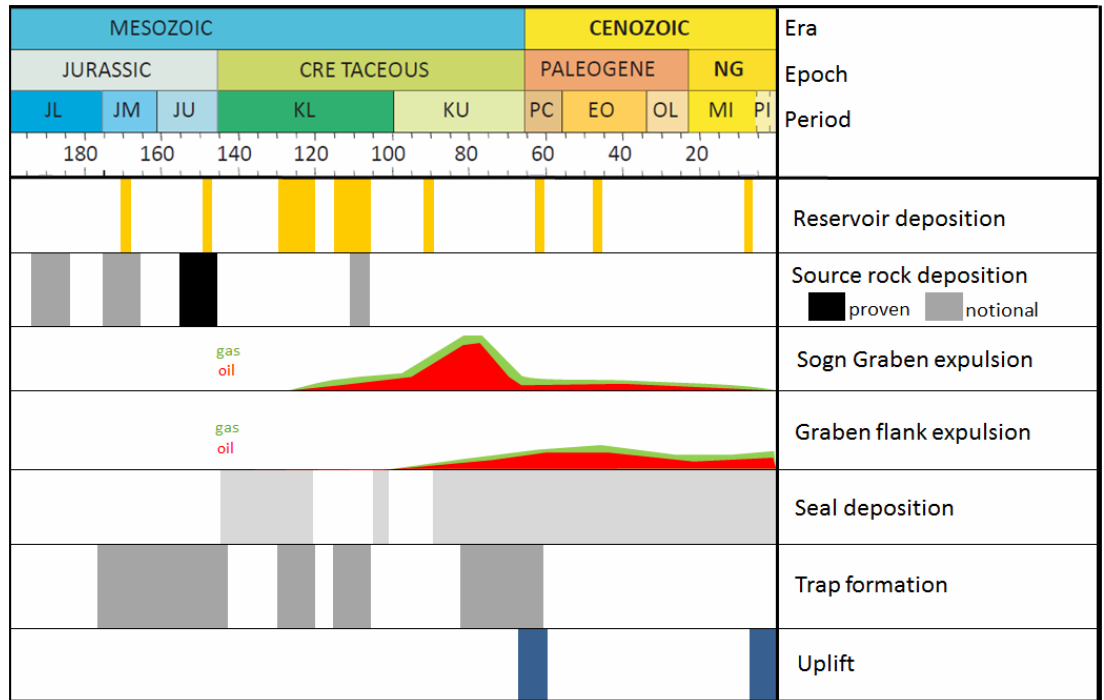 MESOZOIC CENOZOIC Era
JURASSIC CRE TACEOUS PALEOGENE NG Epoch
JL JM JU KL KU PC EO OL MI PI Period
180 160 140 120 100 80 60 40 20
Reservoir deposition
Source rock deposition
proven notional
gas
oil
Sogn Graben expulsion
gas
oil
Graben flank expulsion
Seal deposition
Trap formation
Uplift